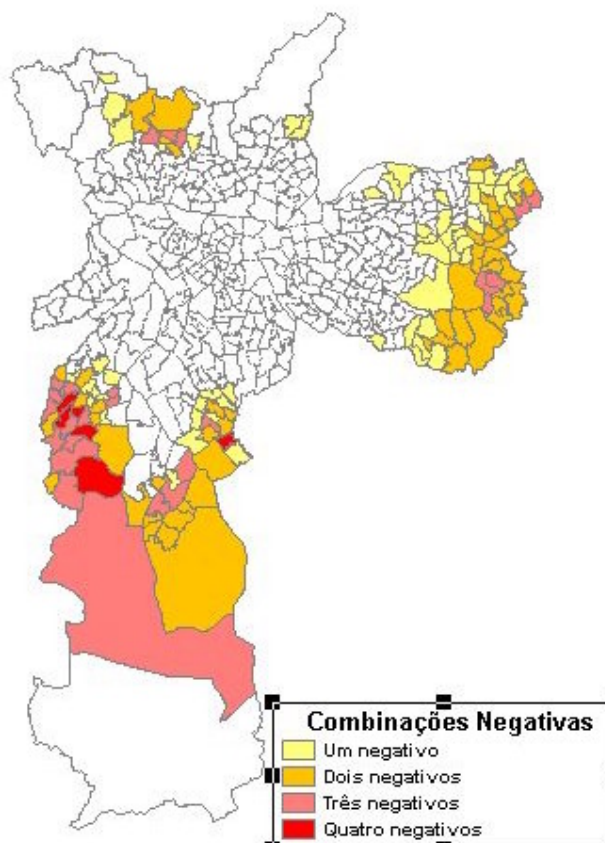 Combinações Negativas
Um negativo
Dois negativos
Três negativos
Quatro negativos